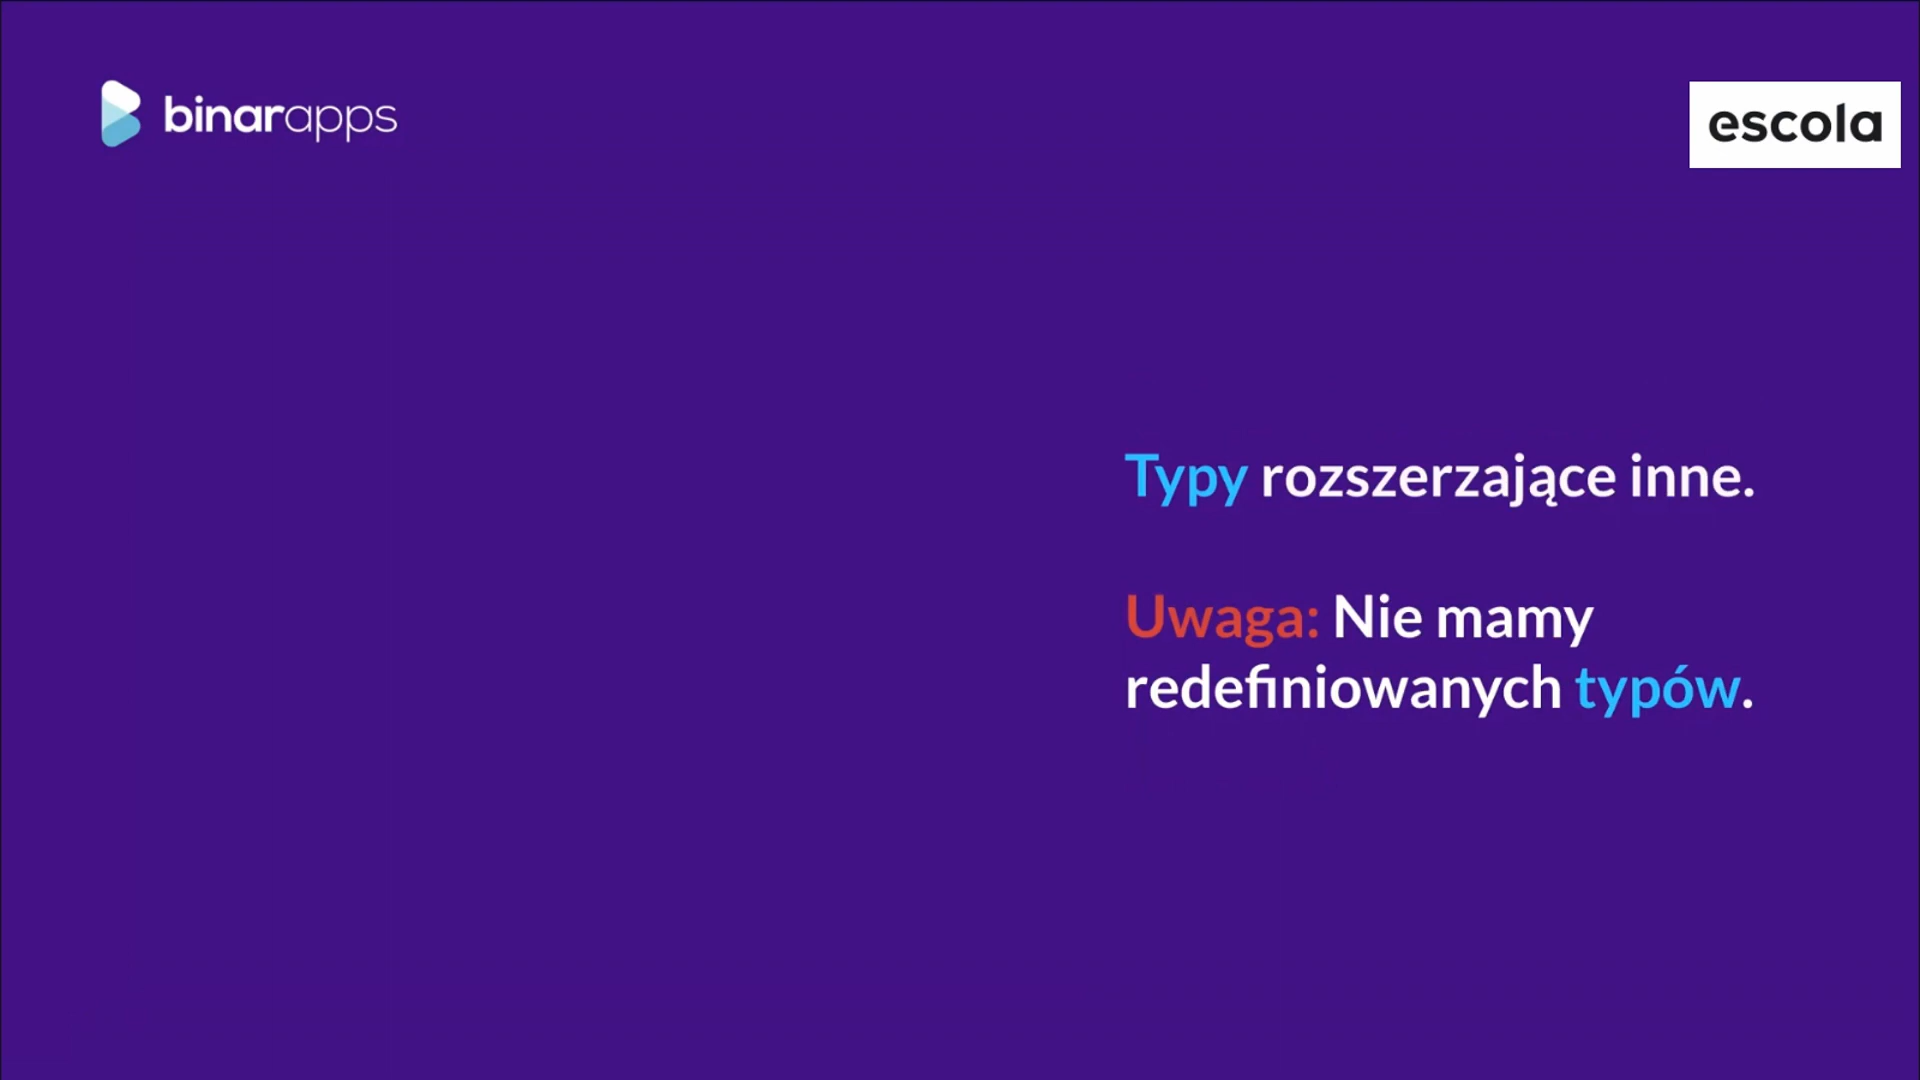 binarapps
escola
Typy rozszerzające inne.
Uwaga: Nie mamy
redefiniowanych typów.